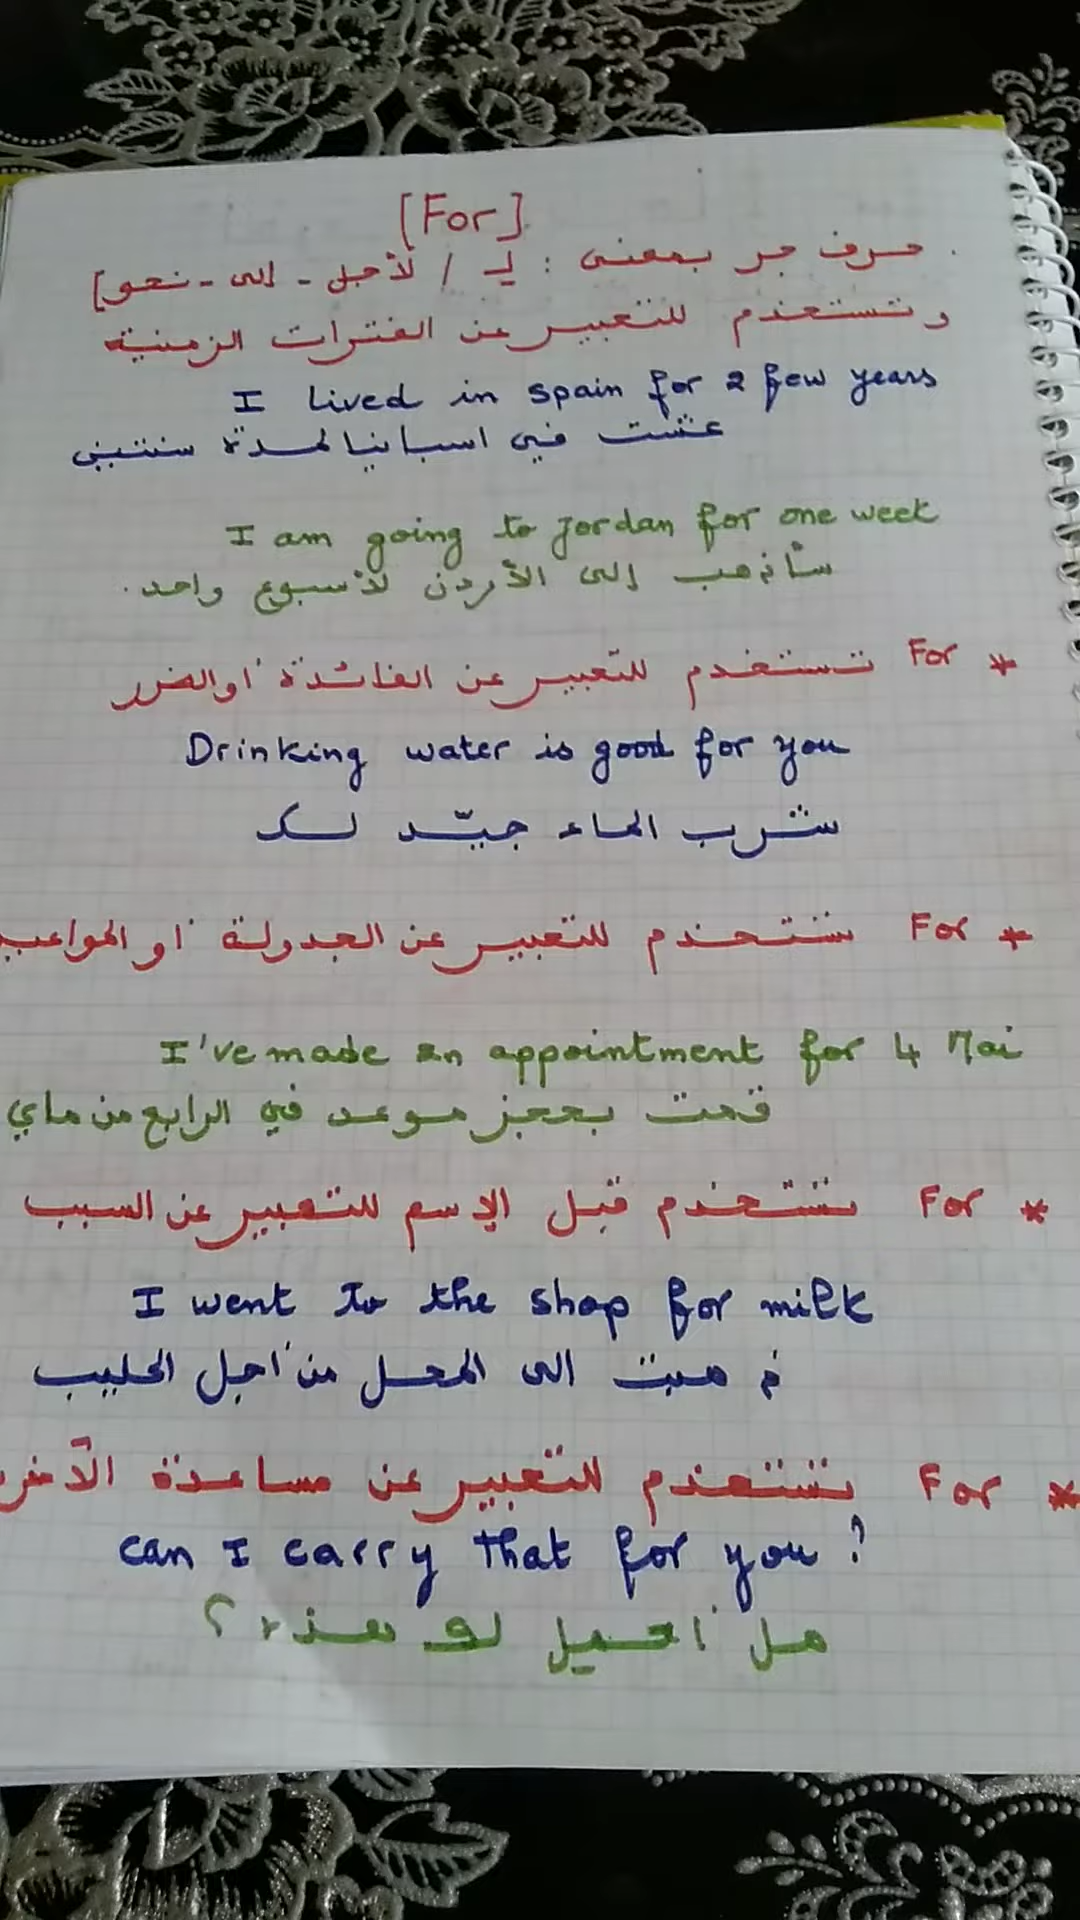 [For]
. حرف جر بمعنى : لـ / لأجل - إلى - نحو]
وتستخدم للتعبير عن الفترات الزمنية
I Lived in spain for 2 few years
عشت في اسبانيا لمدة سنتين
I am going to Jordan for one week
سأذهب إلى الأردن لأسبوع واحد.
* For تستخدم للتعبير عن الفائدة أو الضرر
Drinking water is good for you
شرب الماء جيّد لك
* For تستخدم للتعبير عن الجدولة أو المواعيد
I've made an appointment for 4 Mai
قمت بحجز موعد في الرابع من ماي
* For تستخدم قبل الإسم للتعبير عن السبب
I went to the shop for milk
ذهبت الى المحل من أجل الحليب
* For تستخدم للتعبير عن مساعدة الآخر
can I carry that for you ?
هل أحمل لك هذا ؟